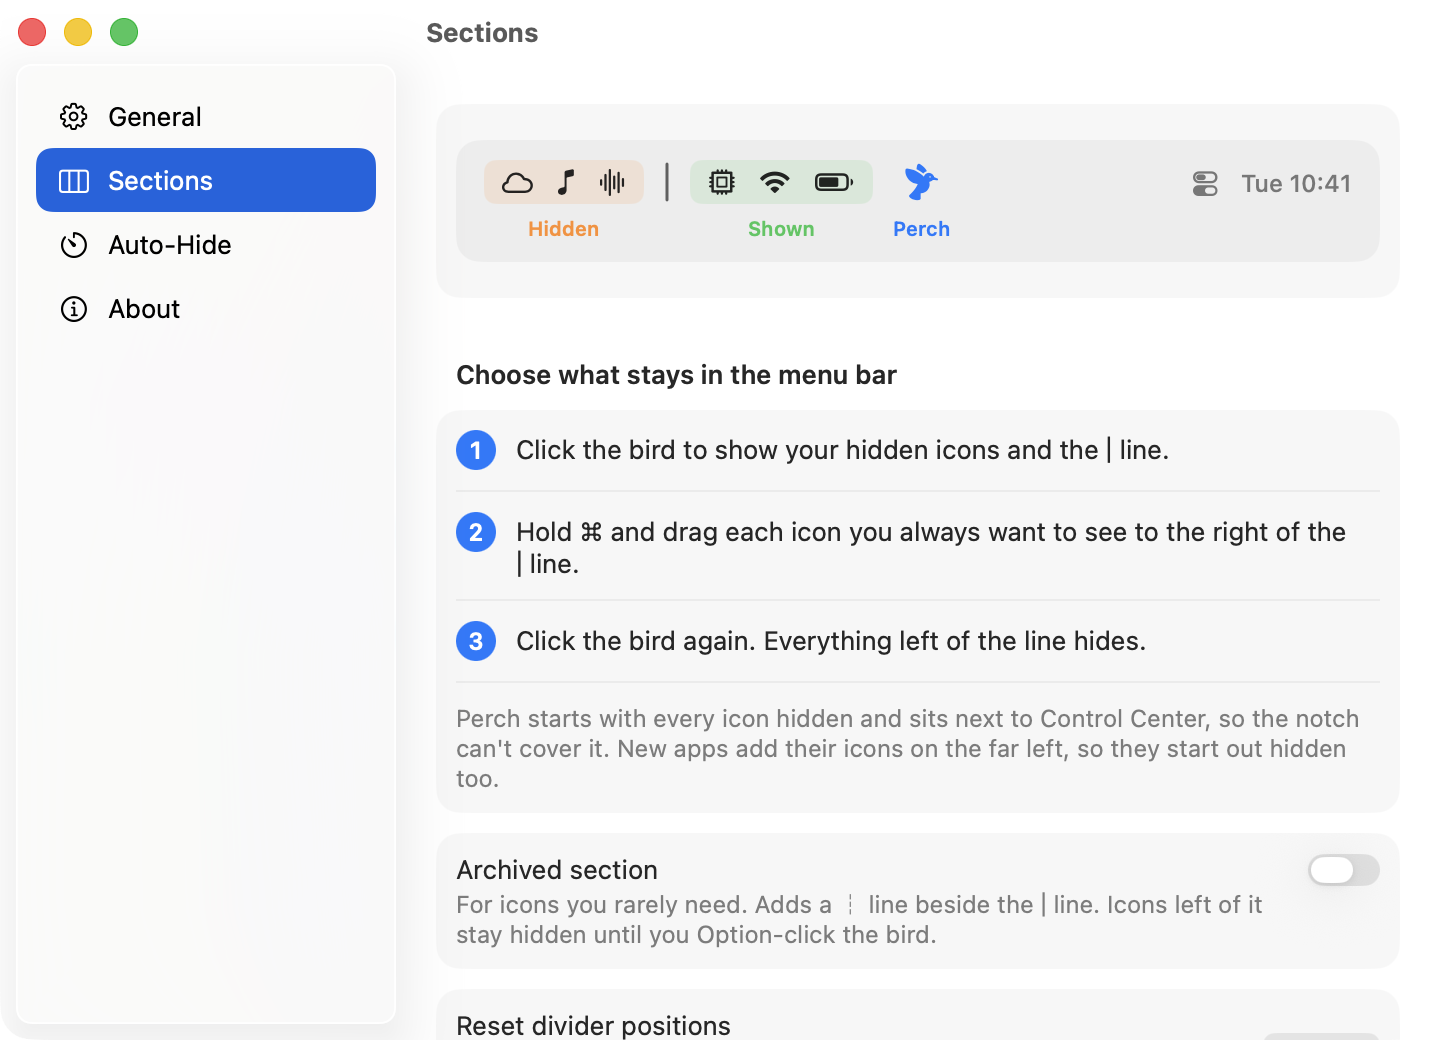 Sections
General
Sections
Auto-Hide
About
Hidden
Shown
Perch
Tue 10:41
Choose what stays in the menu bar
1 Click the bird to show your hidden icons and the | line.
2 Hold ⌘ and drag each icon you always want to see to the right of the
| line.
3 Click the bird again. Everything left of the line hides.
Perch starts with every icon hidden and sits next to Control Center, so the notch
can't cover it. New apps add their icons on the far left, so they start out hidden
too.
Archived section
For icons you rarely need. Adds a ┆ line beside the | line. Icons left of it
stay hidden until you Option-click the bird.
Reset divider positions